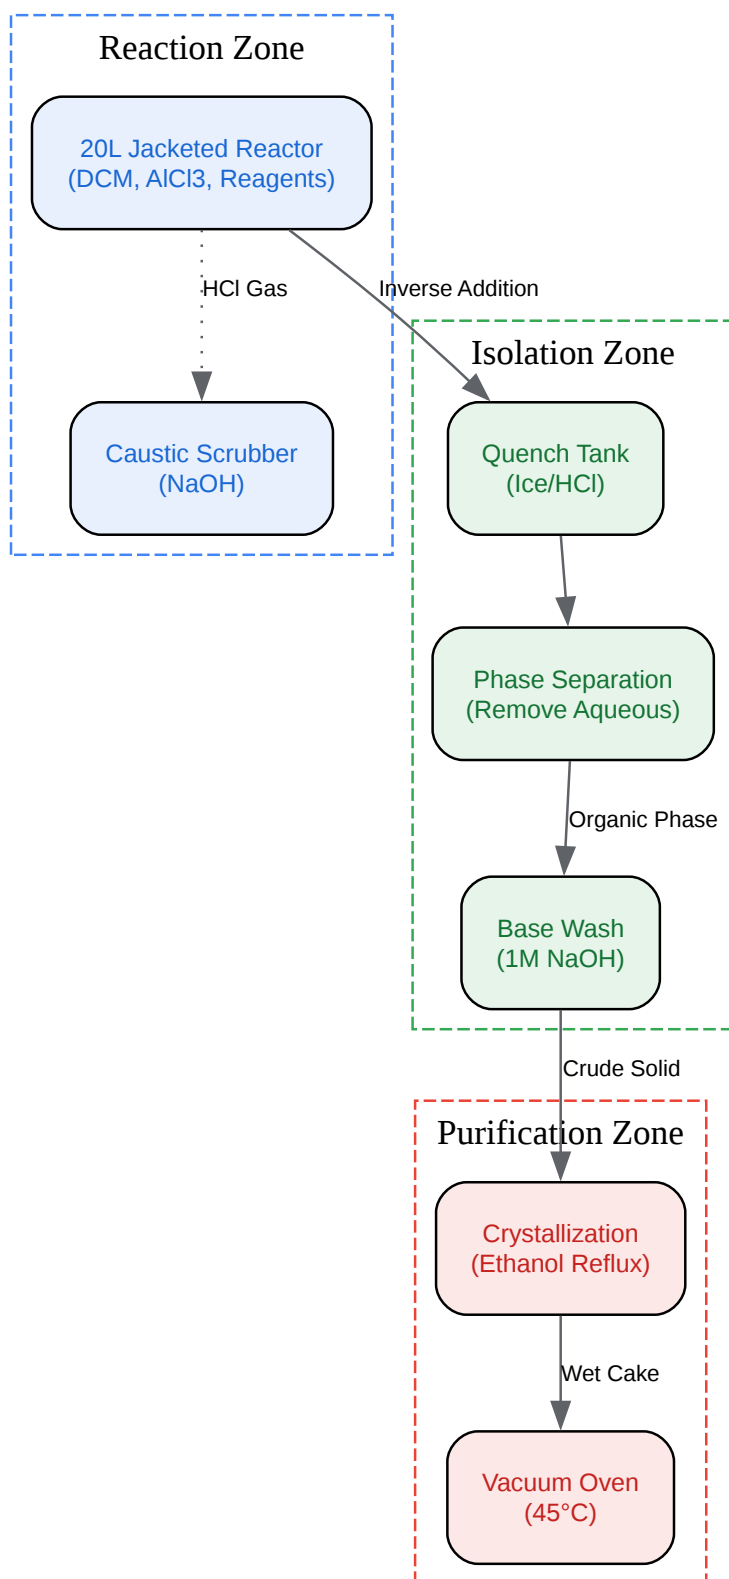 Reaction Zone
20L Jacketed Reactor
(DCM, AlCl3, Reagents)
HCl Gas
Inverse Addition
Caustic Scrubber
(NaOH)
Isolation Zone
Quench Tank
(Ice/HCl)
Phase Separation
(Remove Aqueous)
Organic Phase
Base Wash
(1M NaOH)
Crude Solid
Purification Zone
Crystallization
(Ethanol Reflux)
Wet Cake
Vacuum Oven
(45°C)